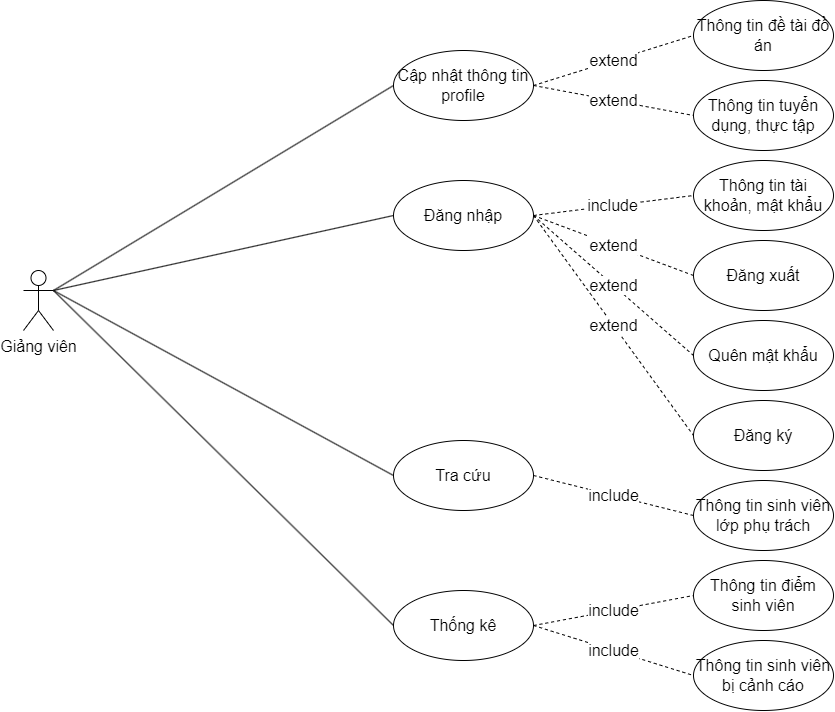 Thông tin đề tài đồ
án
extend
Cập nhật thông tin
profile
extend
Thông tin tuyển
dụng, thực tập
Thông tin tài
khoản, mật khẩu
include
Đăng nhập
extend
Đăng xuất
extend
extend
Giảng viên
Quên mật khẩu
Đăng ký
Tra cứu
include
Thông tin sinh viên
lớp phụ trách
Thông tin điểm
sinh viên
include
Thống kê
include
Thông tin sinh viên
bị cảnh cáo